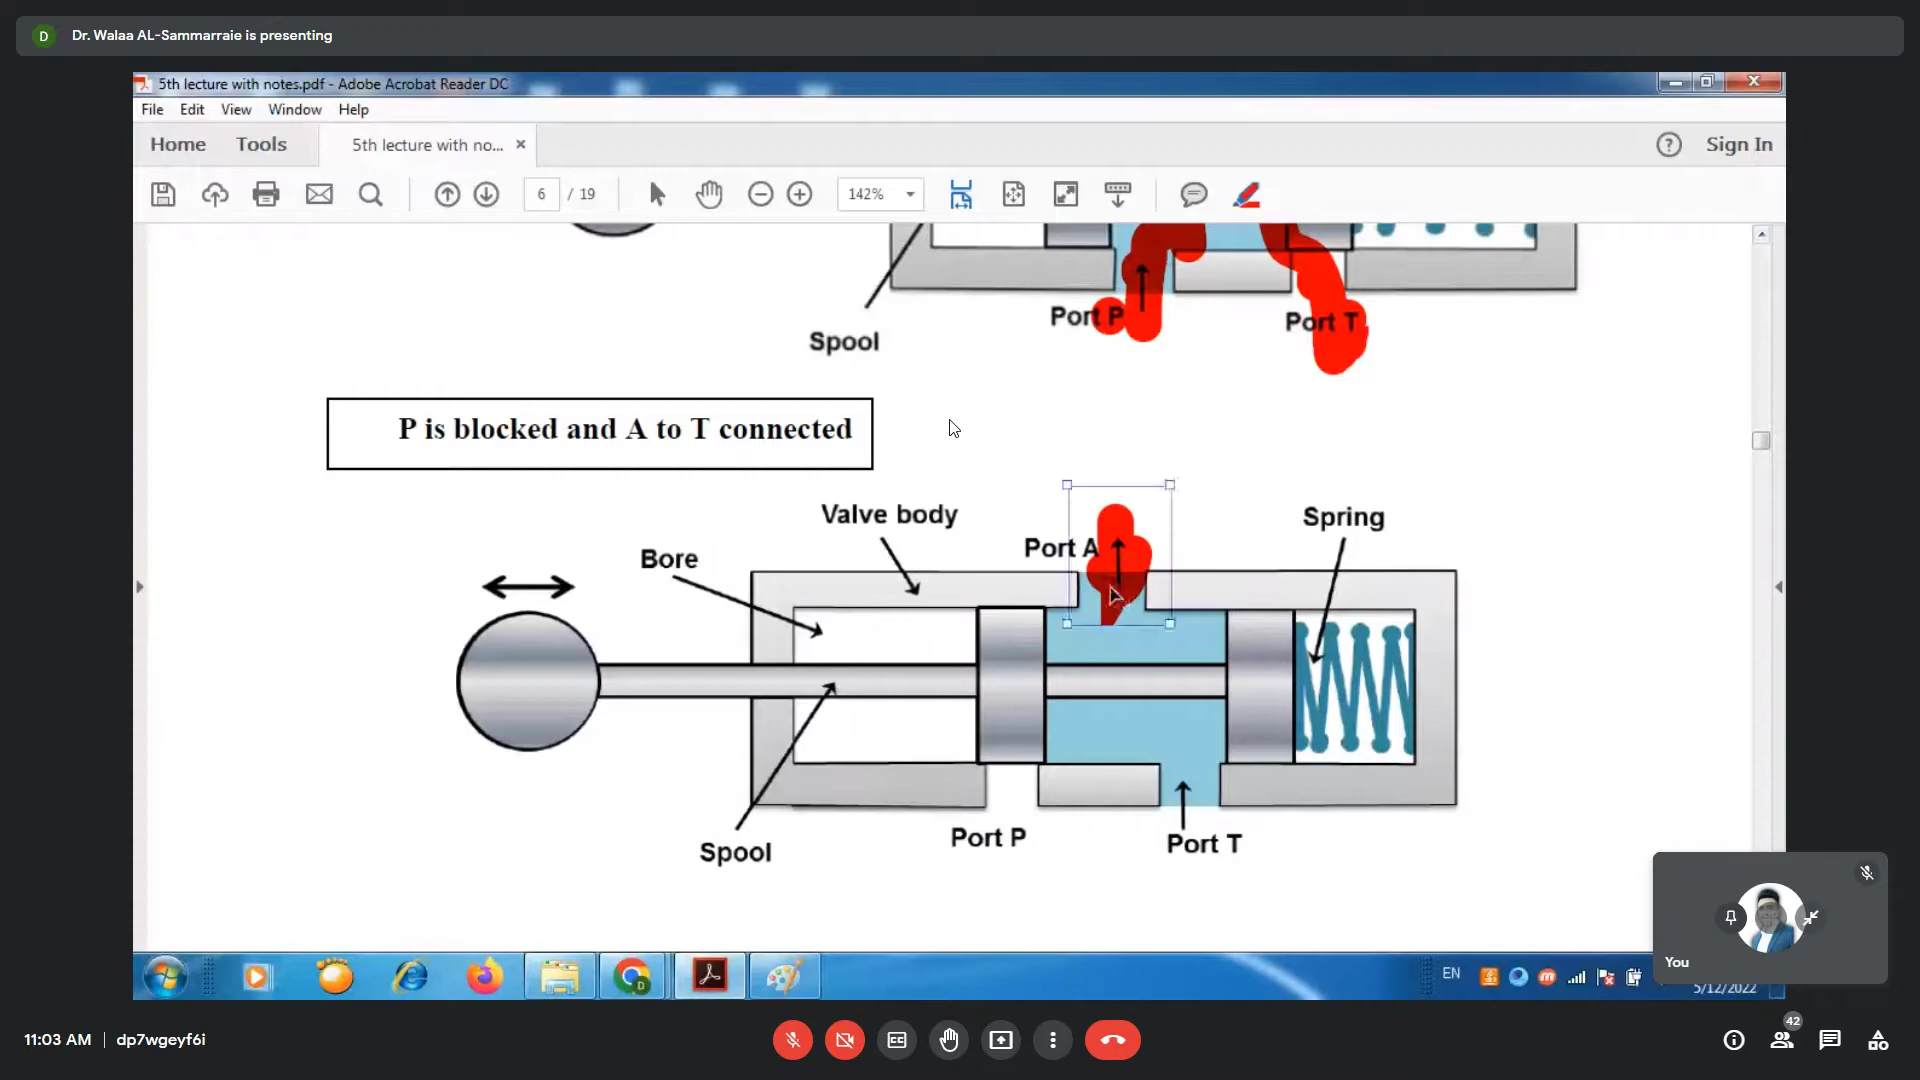 D
Dr. Walaa AL-Sammarraie is presenting
5th lecture with notes.pdf - Adobe Acrobat Reader DC
File Edit View Window Help
Home Tools 5th lecture with no... × ? Sign In
6 / 19 142%
Port P Port T
Spool
P is blocked and A to T connected
Valve body Spring
Port A
Bore
Port P Port T
Spool
You
EN
5/12/2022
11:03 AM | dp7wgeyf6i
42